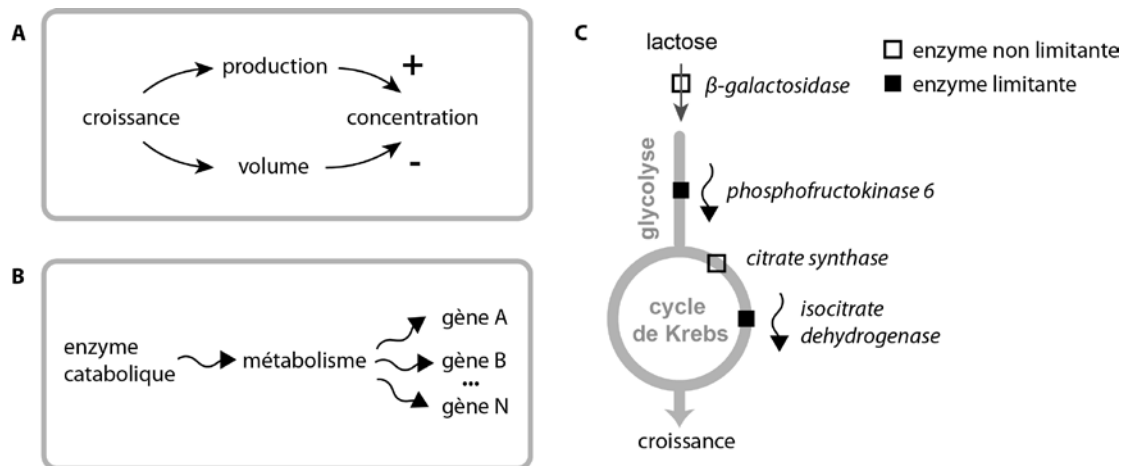 A
production
+
croissance
concentration
volume
-
B
enzyme
catabolique
métabolisme
gène A
gène B
...
gène N
C
lactose
enzyme non limitante
enzyme limitante
β-galactosidase
glycolyse
phosphofructokinase 6
citrate synthase
cycle
de Krebs
isocitrate
dehydrogenase
croissance